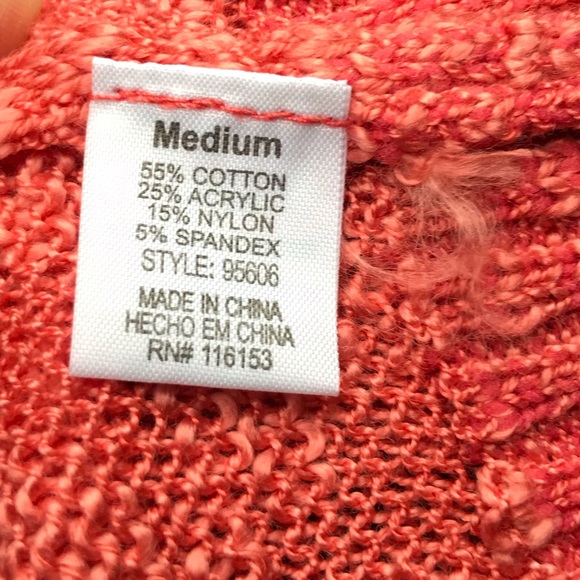 Medium
55% COTTON
25% ACRYLIC
15% NYLON
5% SPANDEX
STYLE: 95606
MADE IN CHINA
HECHO EM CHINA
RN# 116153